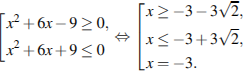 [x² + 6x − 9 ≥ 0,
x² + 6x + 9 ≤ 0
⇔
[x ≥ −3 − 3√2,
x ≤ −3 + 3√2,
x = −3.